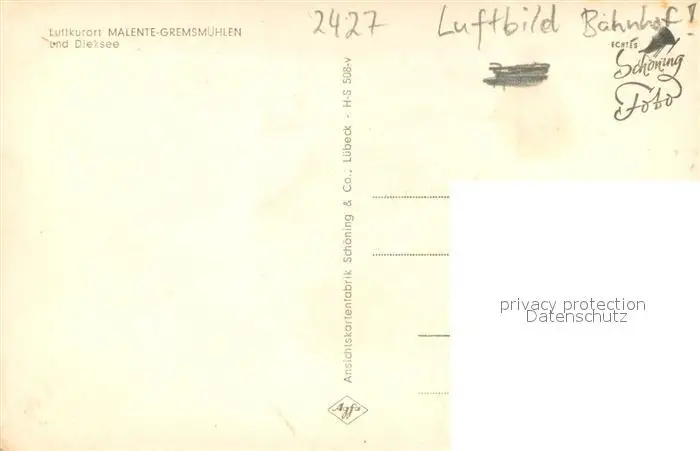 Luftkurort MALENTE-GREMSMÜHLEN
und Dieksee
2427
Luftbild Bahnhof!
ECHTES
Schöning
Foto
Ansichtskartenfabrik Schöning & Co., Lübeck - H-S 508-v
Agfa
privacy protection
Datenschutz